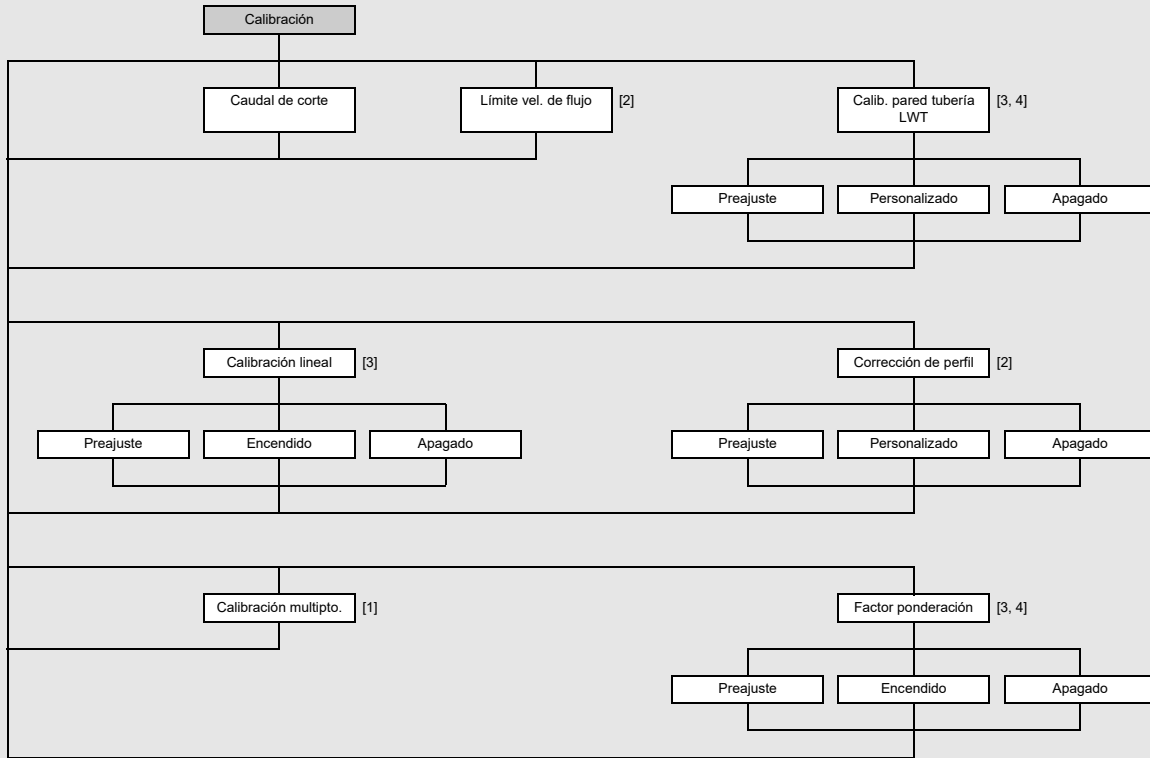 Calibración
Caudal de corte
Límite vel. de flujo
[2]
Calib. pared tubería
LWT
[3, 4]
Preajuste
Personalizado
Apagado
Calibración lineal
[3]
Corrección de perfil
[2]
Preajuste
Encendido
Apagado
Preajuste
Personalizado
Apagado
Calibración multipto.
[1]
Factor ponderación
[3, 4]
Preajuste
Encendido
Apagado